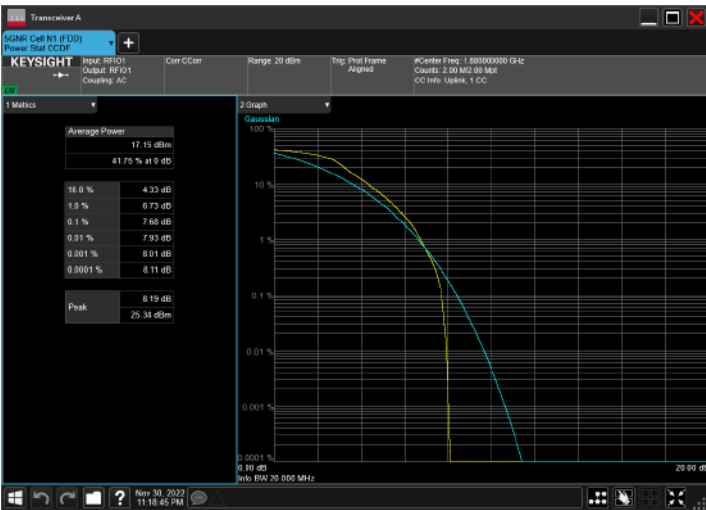 Transceiver A
5GNR Cell N1 (FDD)
Power Stat CCDF
KEYSIGHT
Input: RFIO1
Output: RFIO1
Coupling: AC
Corr CCorr
Range: 20 dBm
Trig: Prot Frame
Aligned
#Center Freq: 1.880000000 GHz
Counts: 2.00 M/2.00 Mpt
CC Info: Uplink, 1 CC
1 Metrics
Average Power
17.15 dBm
41.75 % at 0 dB
10.0 % 4.33 dB
1.0 % 6.73 dB
0.1 % 7.68 dB
0.01 % 7.93 dB
0.001 % 8.01 dB
0.0001 % 8.11 dB
Peak
8.19 dB
25.34 dBm
2 Graph
Gaussian
100 %
10 %
1 %
0.1 %
0.01 %
0.001 %
0.0001 %
0.00 dB
20.00 dB
Info BW 20.000 MHz
?
Nov 30, 2022
11:18:45 PM